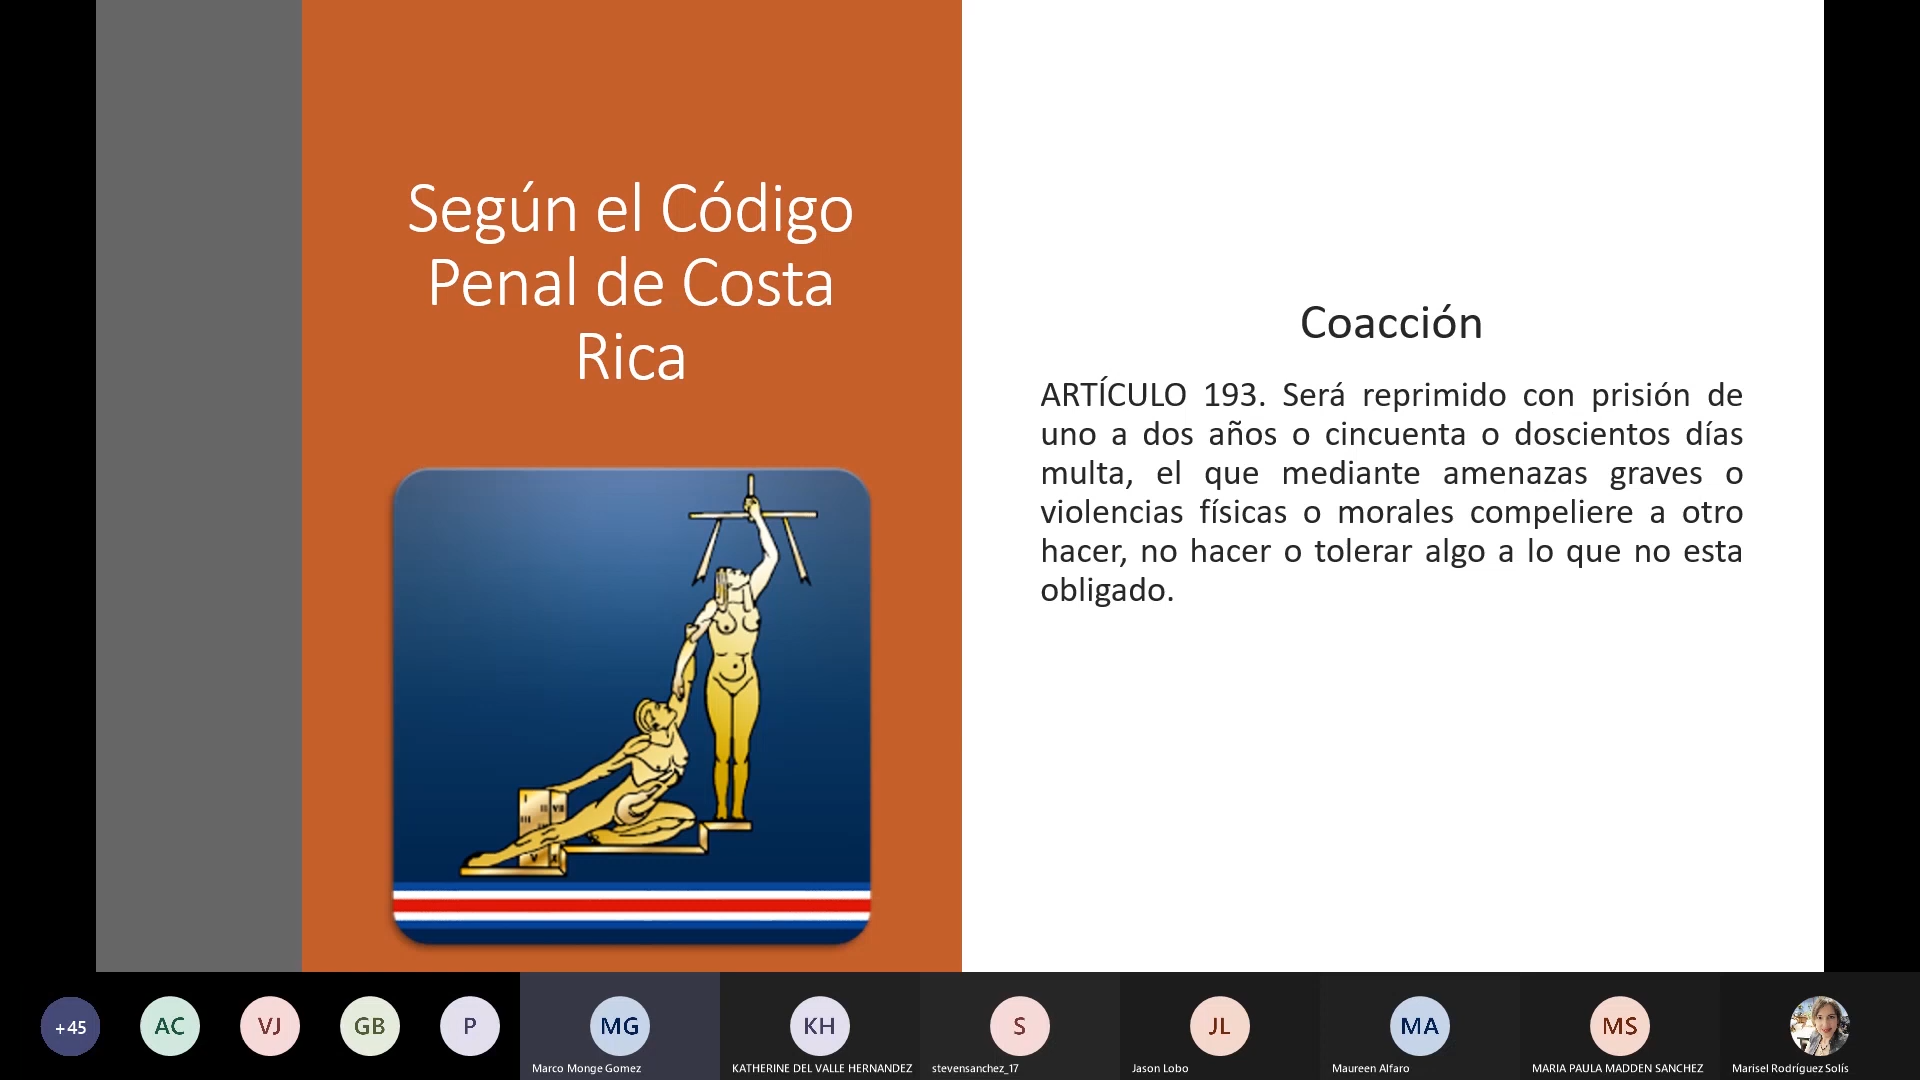 Según el Código
Penal de Costa
Rica
Coacción
ARTÍCULO 193. Será reprimido con prisión de
uno a dos años o cincuenta o doscientos días
multa, el que mediante amenazas graves o
violencias físicas o morales compeliere a otro
hacer, no hacer o tolerar algo a lo que no esta
obligado.
I
II
VII
III
V
X
+45
AC
VJ
GB
P
MG
KH
S
JL
MA
MS
Marco Monge Gomez
KATHERINE DEL VALLE HERNANDEZ
stevensanchez_17
Jason Lobo
Maureen Alfaro
MARIA PAULA MADDEN SANCHEZ
Marisel Rodríguez Solís